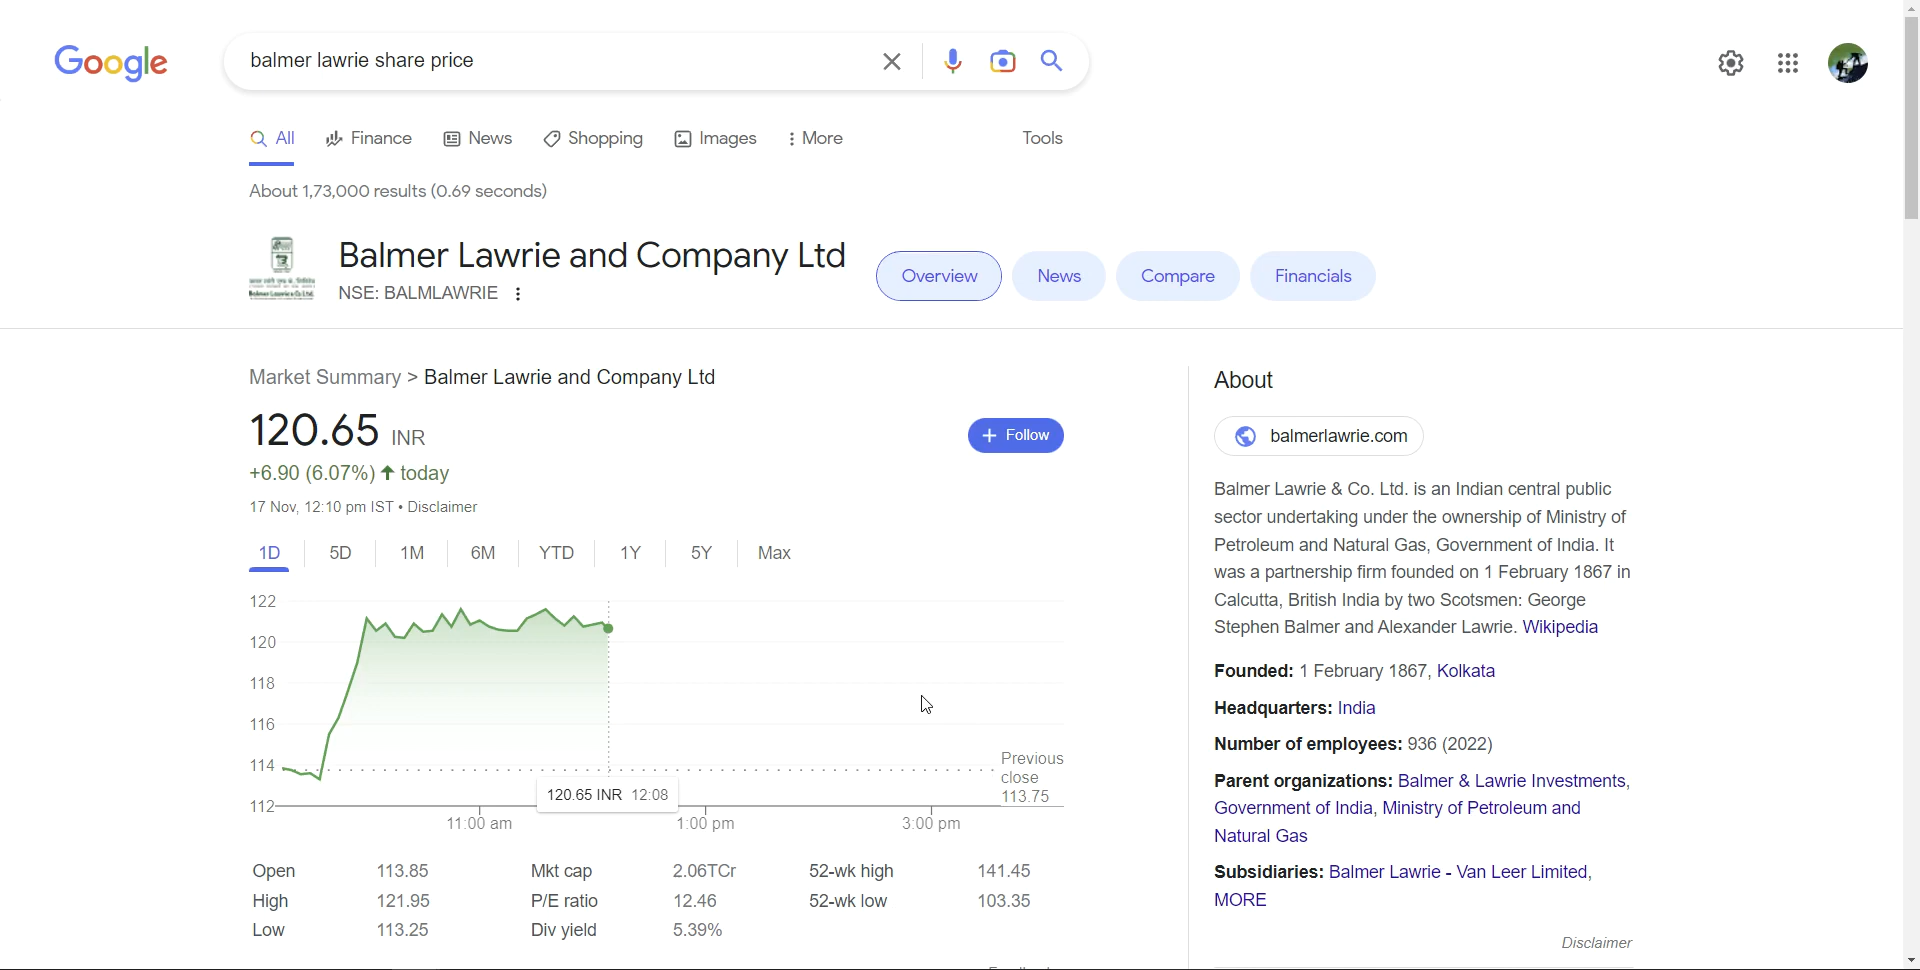 Google
balmer lawrie share price
All Finance News Shopping Images More Tools
About 1,73,000 results (0.69 seconds)
Balmer Lawrie and Company Ltd
NSE: BALMLAWRIE
Overview News Compare Financials
Market Summary > Balmer Lawrie and Company Ltd
120.65 INR
+ Follow
+6.90 (6.07%) ↑ today
17 Nov, 12:10 pm IST • Disclaimer
1D 5D 1M 6M YTD 1Y 5Y Max
122
120
118
116
114
112
Previous
close
113.75
120.65 INR 12:08
11:00 am 1:00 pm 3:00 pm
Open 113.85 Mkt cap 2.06TCr 52-wk high 141.45
High 121.95 P/E ratio 12.46 52-wk low 103.35
Low 113.25 Div yield 5.39%
About
balmerlawrie.com
Balmer Lawrie & Co. Ltd. is an Indian central public
sector undertaking under the ownership of Ministry of
Petroleum and Natural Gas, Government of India. It
was a partnership firm founded on 1 February 1867 in
Calcutta, British India by two Scotsmen: George
Stephen Balmer and Alexander Lawrie. Wikipedia
Founded: 1 February 1867, Kolkata
Headquarters: India
Number of employees: 936 (2022)
Parent organizations: Balmer & Lawrie Investments,
Government of India, Ministry of Petroleum and
Natural Gas
Subsidiaries: Balmer Lawrie - Van Leer Limited,
MORE
Disclaimer